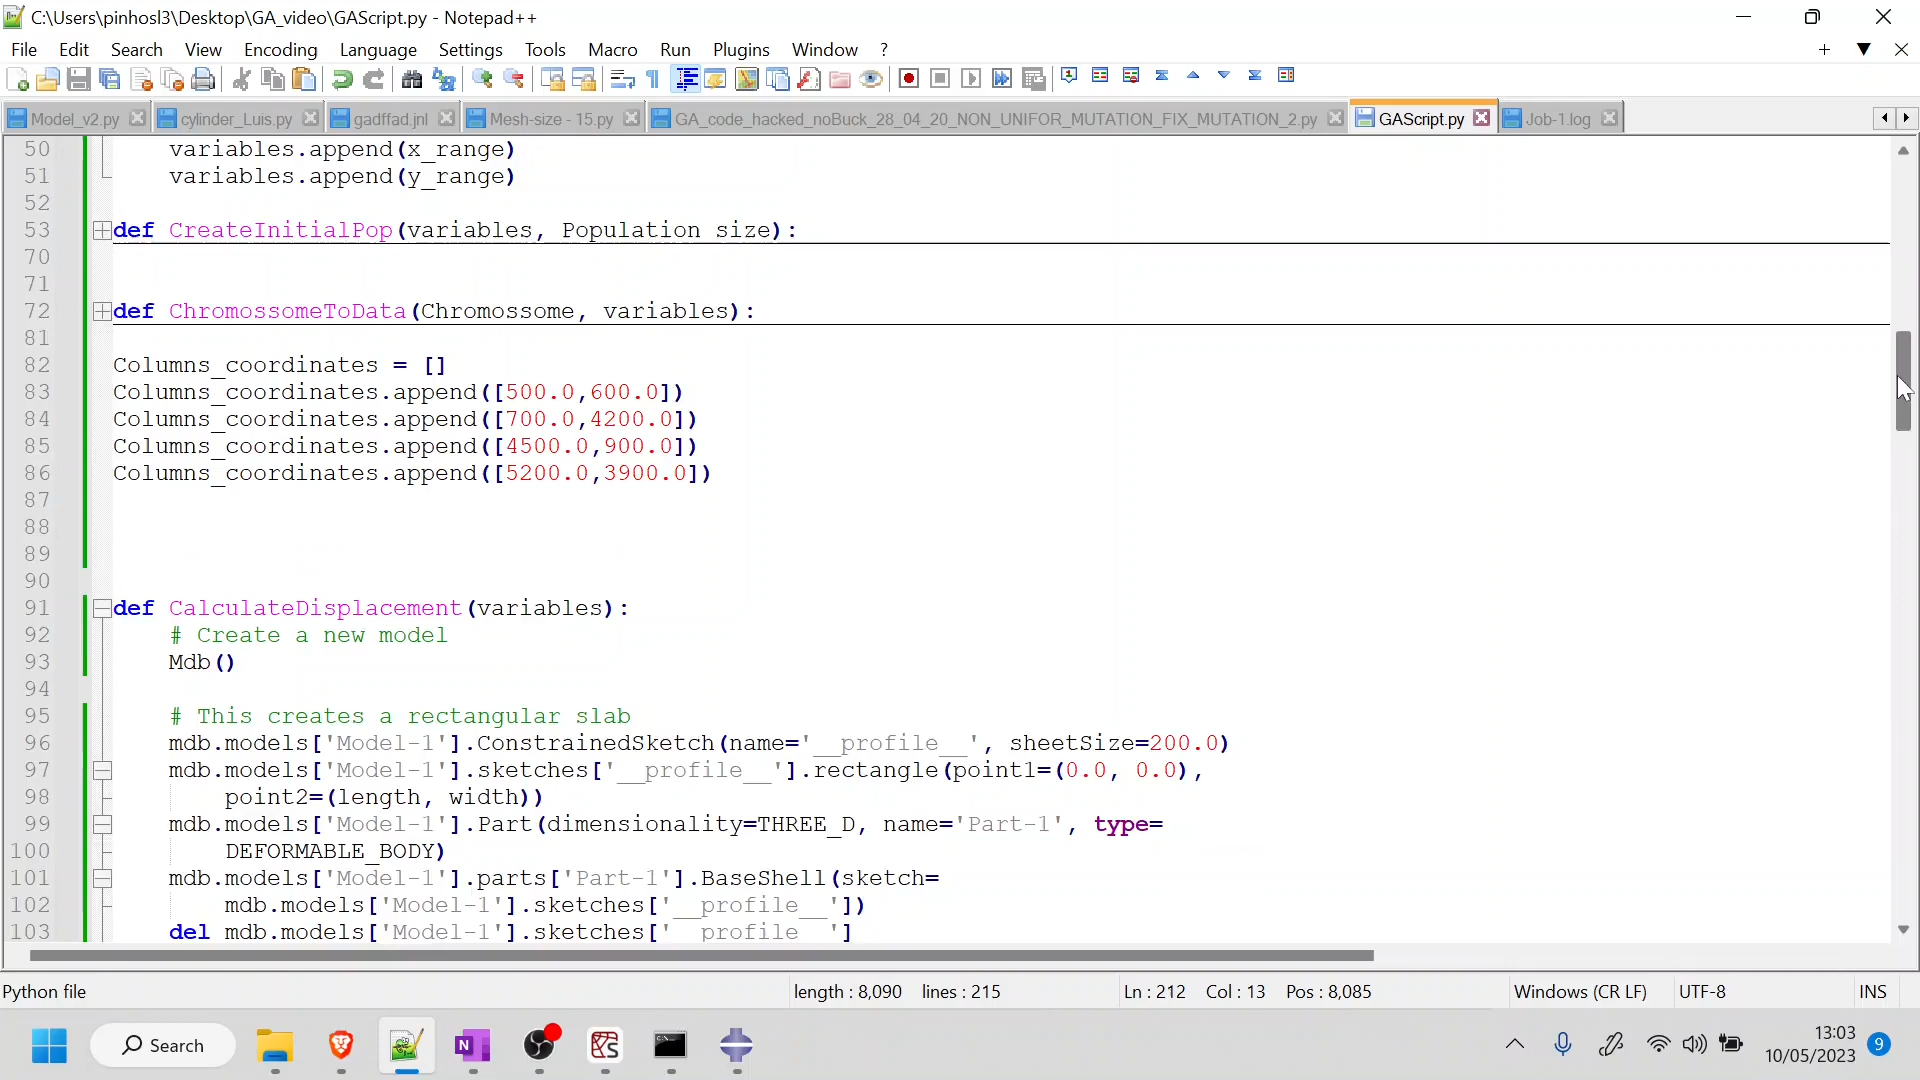 C:\Users\pinhosl3\Desktop\GA_video\GAScript.py - Notepad++
File Edit Search View Encoding Language Settings Tools Macro Run Plugins Window ?
Model_v2.py cylinder_Luis.py gadffad.jnl Mesh-size - 15.py GA_code_hacked_noBuck_28_04_20_NON_UNIFOR_MUTATION_FIX_MUTATION_2.py GAScript.py Job-1.log
50 variables.append(x_range)
51 variables.append(y_range)
52
53 def CreateInitialPop(variables, Population size):
70
71
72 def ChromossomeToData(Chromossome, variables):
81
82 Columns_coordinates = []
83 Columns_coordinates.append([500.0,600.0])
84 Columns_coordinates.append([700.0,4200.0])
85 Columns_coordinates.append([4500.0,900.0])
86 Columns_coordinates.append([5200.0,3900.0])
87
88
89
90
91 def CalculateDisplacement(variables):
92 # Create a new model
93 Mdb()
94
95 # This creates a rectangular slab
96 mdb.models['Model-1'].ConstrainedSketch(name='__profile__', sheetSize=200.0)
97 mdb.models['Model-1'].sketches['__profile__'].rectangle(point1=(0.0, 0.0),
98 point2=(length, width))
99 mdb.models['Model-1'].Part(dimensionality=THREE_D, name='Part-1', type=
100 DEFORMABLE_BODY)
101 mdb.models['Model-1'].parts['Part-1'].BaseShell(sketch=
102 mdb.models['Model-1'].sketches['__profile__'])
103 del mdb.models['Model-1'].sketches['__profile__']
Python file length : 8,090 lines : 215 Ln : 212 Col : 13 Pos : 8,085 Windows (CR LF) UTF-8 INS
Search
13:03
10/05/2023 9